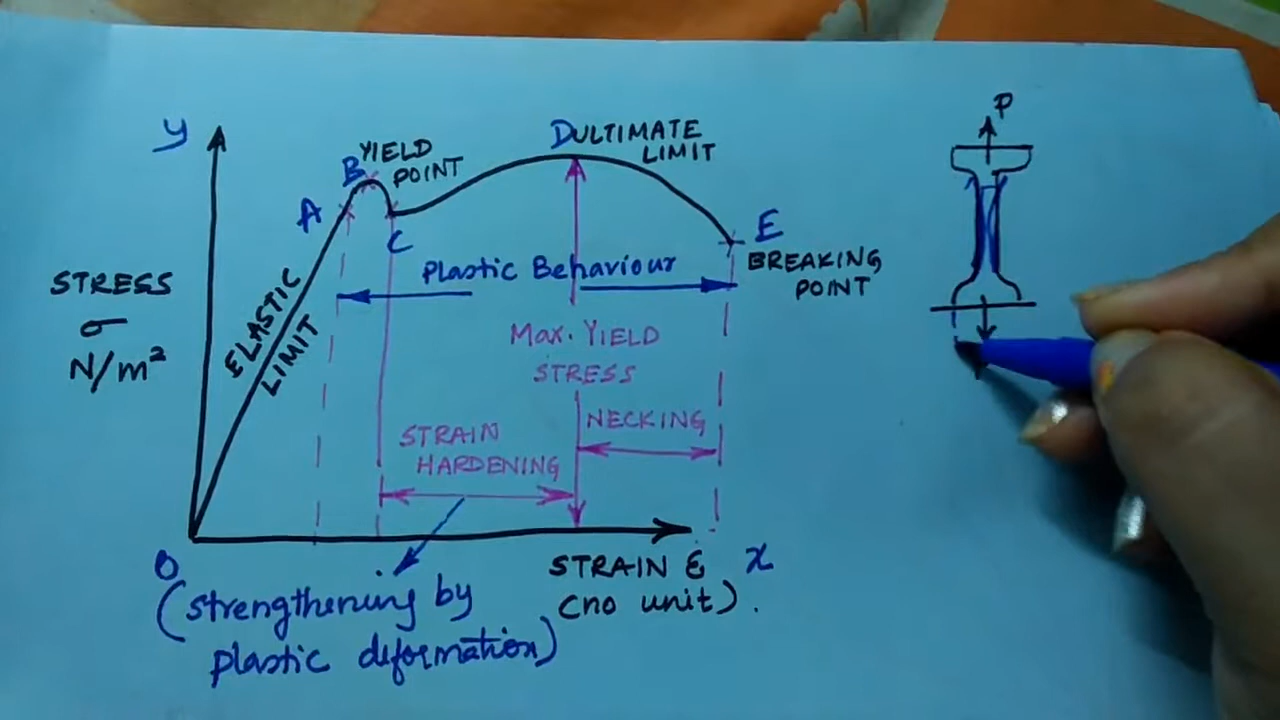 y
B YIELD
POINT
A
C
DULTIMATE
LIMIT
E
BREAKING
POINT
P
STRESS
σ
N/m²
ELASTIC
LIMIT
Plastic Behaviour
Max. YIELD
STRESS
NECKING
STRAIN
HARDENING
O
STRAIN ε x
(no unit).
(strengthening by
plastic deformation)